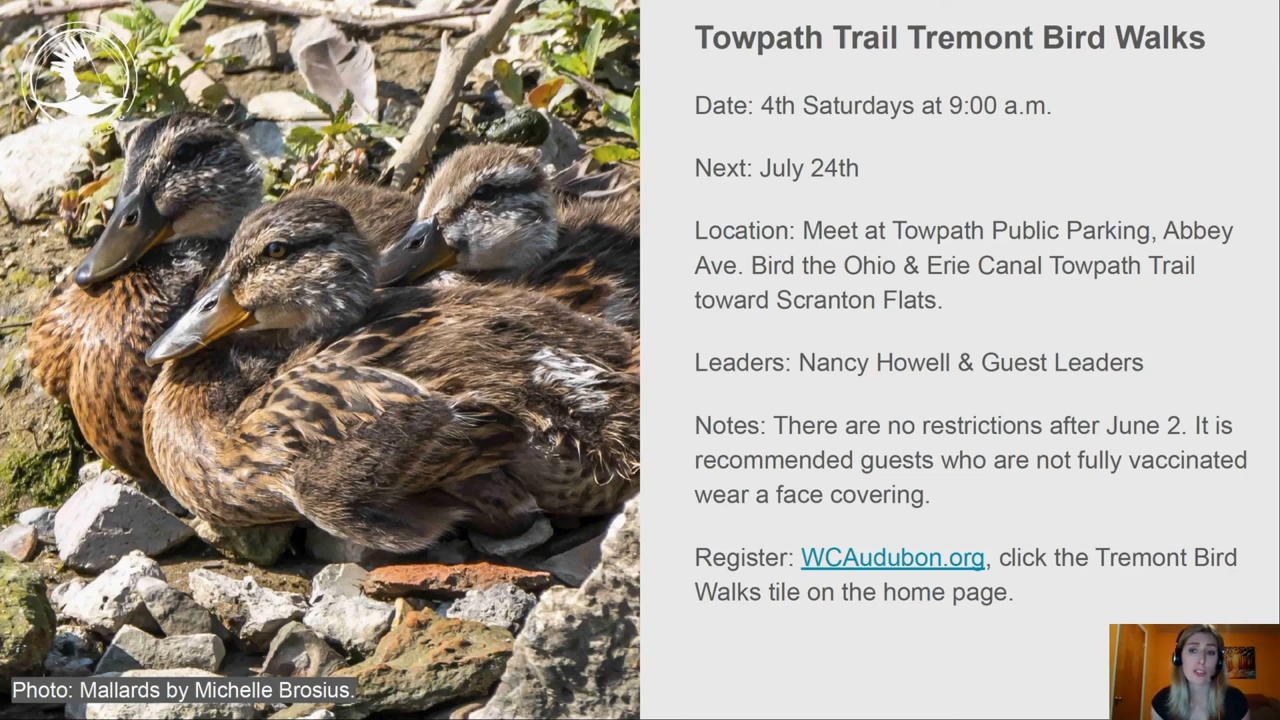 Towpath Trail Tremont Bird Walks
Date: 4th Saturdays at 9:00 a.m.
Next: July 24th
Location: Meet at Towpath Public Parking, Abbey
Ave. Bird the Ohio & Erie Canal Towpath Trail
toward Scranton Flats.
Leaders: Nancy Howell & Guest Leaders
Notes: There are no restrictions after June 2. It is
recommended guests who are not fully vaccinated
wear a face covering.
Register: WCAudubon.org, click the Tremont Bird
Walks tile on the home page.
Photo: Mallards by Michelle Brosius.